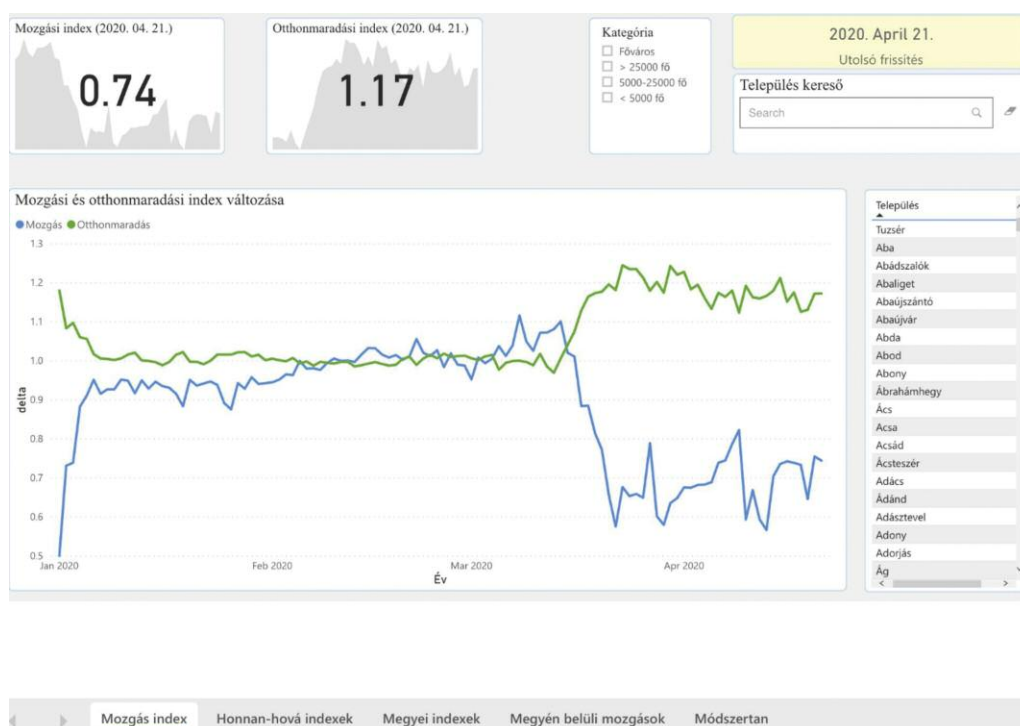 Mozgási index (2020. 04. 21.)
0.74
Otthonmaradási index (2020. 04. 21.)
1.17
Kategória
Főváros
> 25000 fő
5000-25000 fő
< 5000 fő
2020. April 21.
Utolsó frissítés
Település kereső
Search
Mozgási és otthonmaradási index változása
Mozgás Otthonmaradás
1.3
1.2
1.1
1.0
0.9
0.8
0.7
0.6
0.5
delta
Jan 2020 Feb 2020 Mar 2020 Apr 2020
Év
Település
Tuzsér
Aba
Abádszalók
Abaliget
Abaújszántó
Abaújvár
Abda
Abod
Abony
Ábrahámhegy
Ács
Acsa
Acsád
Ácsteszér
Adács
Ádánd
Adásztevel
Adony
Adorjás
Ág
Mozgás index Honnan-hová indexek Megyei indexek Megyén belüli mozgások Módszertan